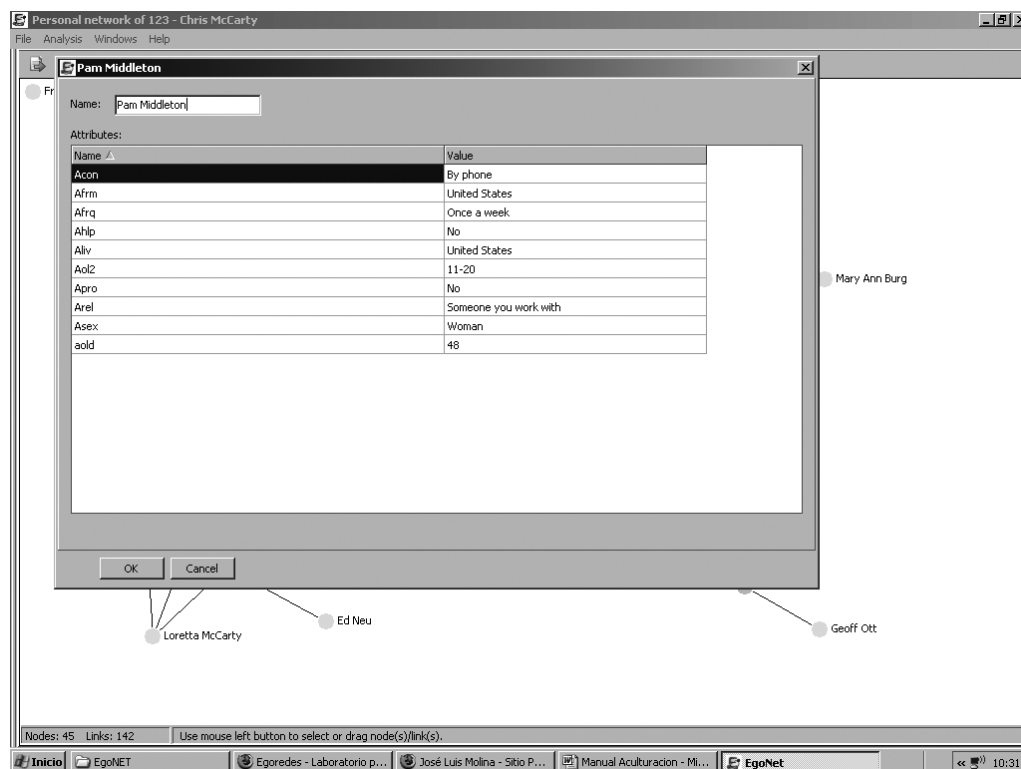 Personal network of 123 - Chris McCarty
File Analysis Windows Help
Pam Middleton
Fr
Name: Pam Middleton
Attributes:
Name Value
Acon By phone
Afrm United States
Afrq Once a week
Ahlp No
Aliv United States
Aol2 11-20
Apro No
Arel Someone you work with
Asex Woman
aold 48
Mary Ann Burg
OK Cancel
Ed Neu
Loretta McCarty
Geoff Ott
Nodes: 45 Links: 142 Use mouse left button to select or drag node(s)/link(s).
Inicio EgoNET Egoredes - Laboratorio p... José Luis Molina - Sitio P... Manual Aculturacion - Mi... EgoNet « 10:31